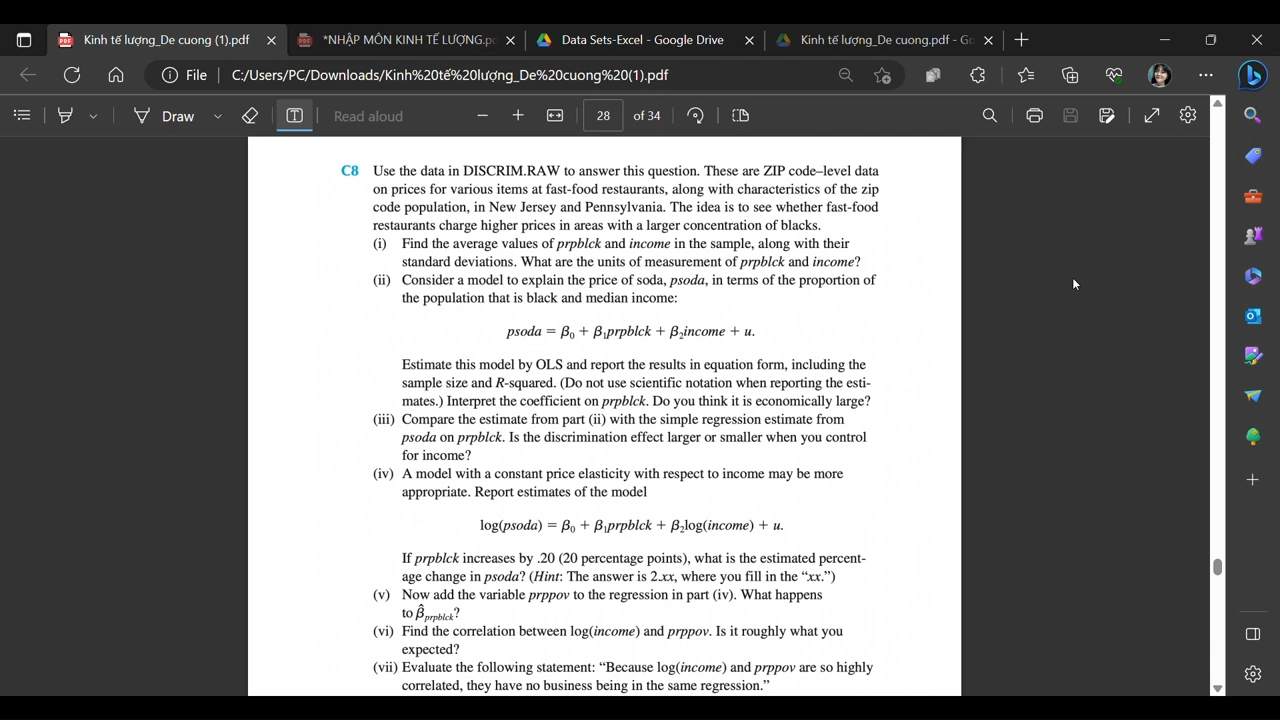 Kinh tế lượng_De cuong (1).pdf
*NHẬP MÔN KINH TẾ LƯỢNG.pd
Data Sets-Excel - Google Drive
Kinh tế lượng_De cuong.pdf - Go
File
C:/Users/PC/Downloads/Kinh%20tế%20lượng_De%20cuong%20(1).pdf
Draw
Read aloud
28
of 34
C8 Use the data in DISCRIM.RAW to answer this question. These are ZIP code–level data
on prices for various items at fast-food restaurants, along with characteristics of the zip
code population, in New Jersey and Pennsylvania. The idea is to see whether fast-food
restaurants charge higher prices in areas with a larger concentration of blacks.
(i) Find the average values of prpblck and income in the sample, along with their
standard deviations. What are the units of measurement of prpblck and income?
(ii) Consider a model to explain the price of soda, psoda, in terms of the proportion of
the population that is black and median income:
psoda = β₀ + β₁prpblck + β₂income + u.
Estimate this model by OLS and report the results in equation form, including the
sample size and R-squared. (Do not use scientific notation when reporting the esti-
mates.) Interpret the coefficient on prpblck. Do you think it is economically large?
(iii) Compare the estimate from part (ii) with the simple regression estimate from
psoda on prpblck. Is the discrimination effect larger or smaller when you control
for income?
(iv) A model with a constant price elasticity with respect to income may be more
appropriate. Report estimates of the model
log(psoda) = β₀ + β₁prpblck + β₂log(income) + u.
If prpblck increases by .20 (20 percentage points), what is the estimated percent-
age change in psoda? (Hint: The answer is 2.xx, where you fill in the “xx.”)
(v) Now add the variable prppov to the regression in part (iv). What happens
to β̂prpblck?
(vi) Find the correlation between log(income) and prppov. Is it roughly what you
expected?
(vii) Evaluate the following statement: “Because log(income) and prppov are so highly
correlated, they have no business being in the same regression.”